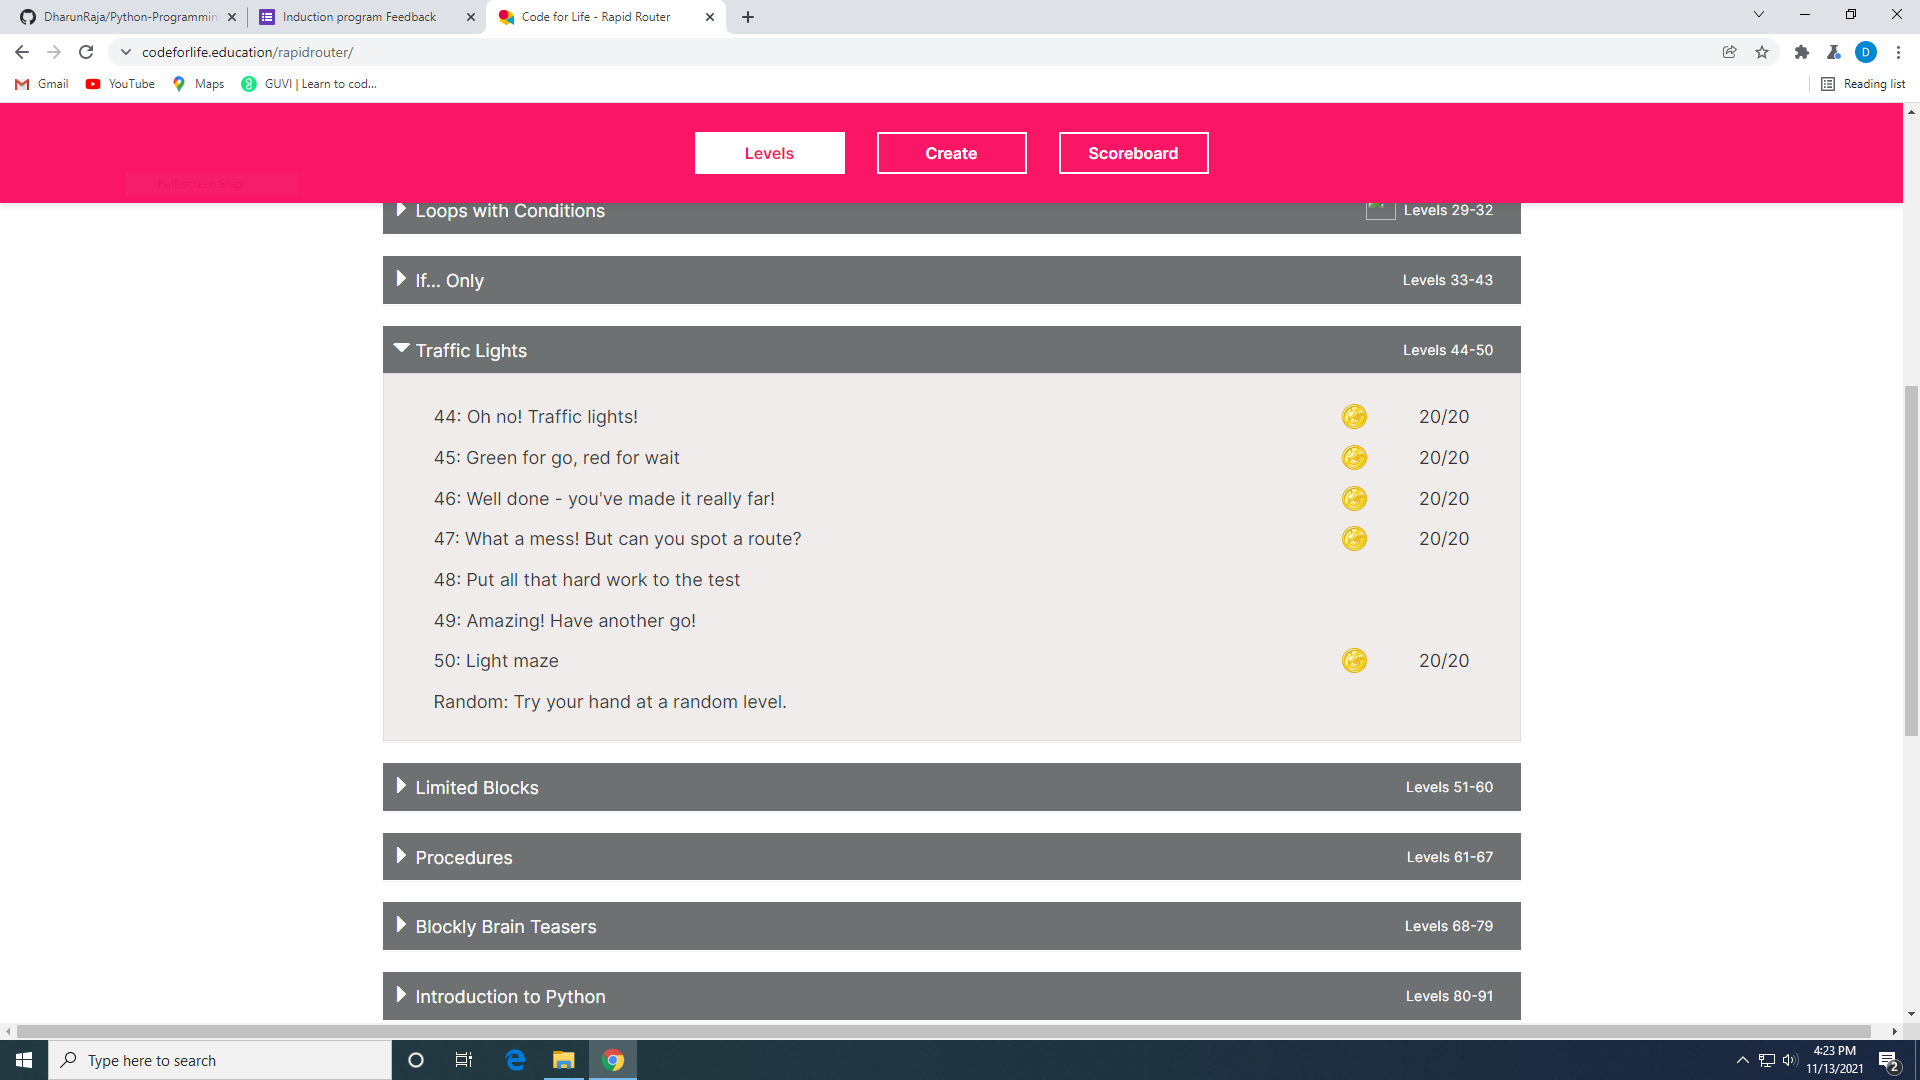 DharunRaja/Python-Programmin
Induction program Feedback
Code for Life - Rapid Router
codeforlife.education/rapidrouter/
D
Gmail
YouTube
Maps
GUVI | Learn to cod...
Reading list
Levels
Create
Scoreboard
Full-screen Snip
Loops with Conditions
Levels 29-32
If... Only
Levels 33-43
Traffic Lights
Levels 44-50
44: Oh no! Traffic lights!
20/20
45: Green for go, red for wait
20/20
46: Well done - you've made it really far!
20/20
47: What a mess! But can you spot a route?
20/20
48: Put all that hard work to the test
49: Amazing! Have another go!
50: Light maze
20/20
Random: Try your hand at a random level.
Limited Blocks
Levels 51-60
Procedures
Levels 61-67
Blockly Brain Teasers
Levels 68-79
Introduction to Python
Levels 80-91
Type here to search
4:23 PM
11/13/2021
2